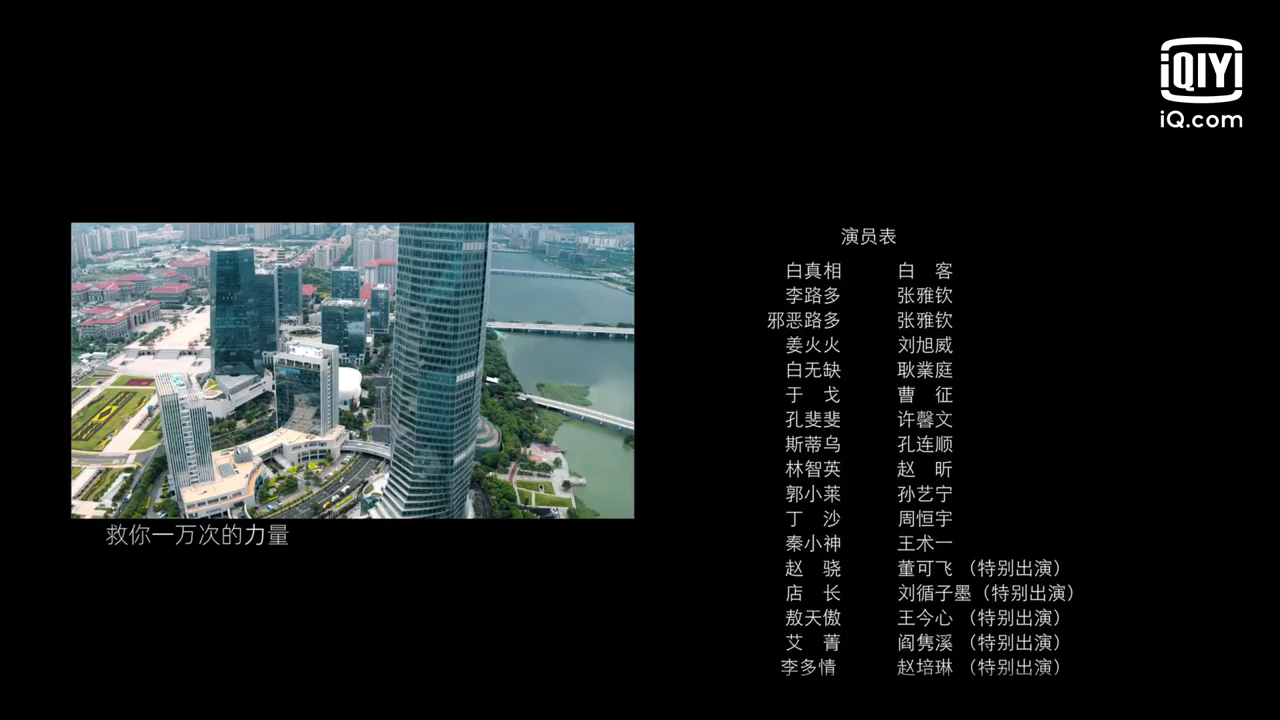 iQIYI
iQ.com
演员表
白真相 白 客
李路多 张雅钦
邪恶路多 张雅钦
姜火火 刘旭威
白无缺 耿業庭
于 戈 曹 征
孔斐斐 许馨文
斯蒂乌 孔连顺
林智英 赵 昕
郭小莱 孙艺宁
丁 沙 周恒宇
秦小神 王术一
赵 骁 董可飞 （特别出演）
店 长 刘循子墨（特别出演）
敖天傲 王今心 （特别出演）
艾 菁 阎隽溪 （特别出演）
李多情 赵培琳 （特别出演）
救你一万次的力量